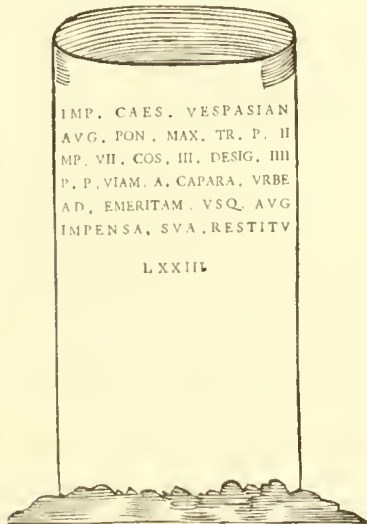 IMP. CAES. VESPASIAN
AVG. PON. MAX. TR. P. II
MP. VII. COS, III. DESIG. IIII
P. P, VIAM. A, CAPARA, VRBE
AD, EMERITAM. VSQ. AVG
IMPENSA, SVA, RESTITV
LXXIII